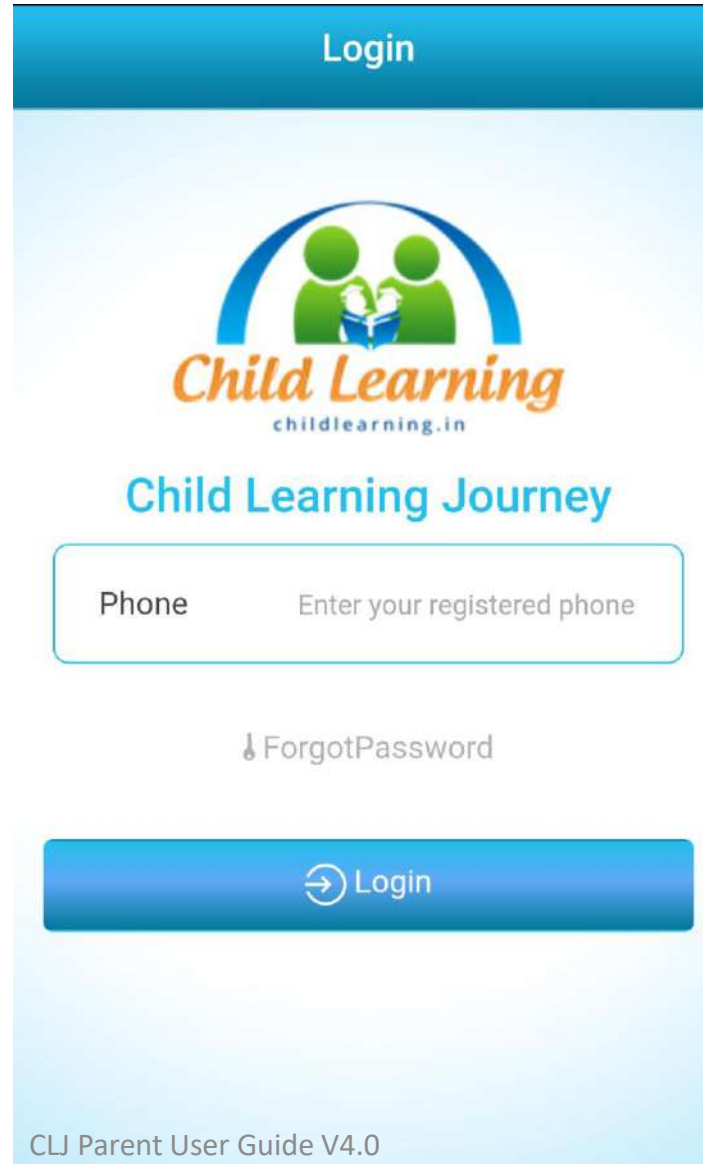 Login
Child Learning
childlearning.in
Child Learning Journey
Phone Enter your registered phone
ForgotPassword
Login
CLJ Parent User Guide V4.0